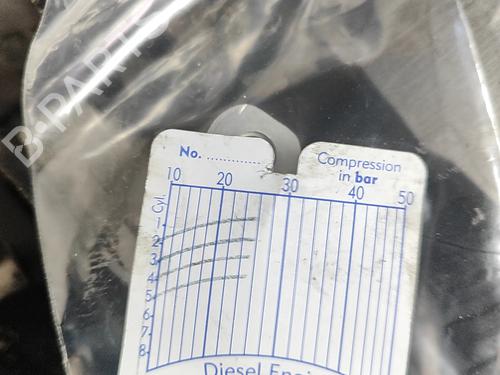 B-PARTS
No. ..............
Compression
in bar
10 20 30 40 50
Cyl.
1
2
3
4
5
6
7
8
Diesel Engi